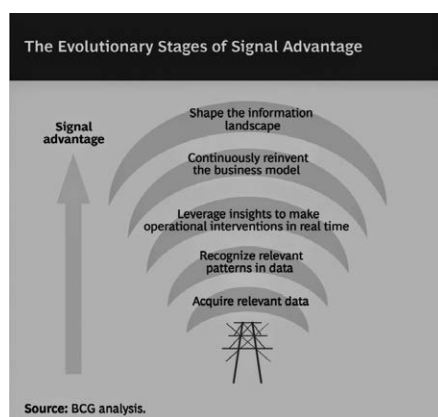 The Evolutionary Stages of Signal Advantage
Signal
advantage
Shape the information
landscape
Continuously reinvent
the business model
Leverage insights to make
operational interventions in real time
Recognize relevant
patterns in data
Acquire relevant data
Source: BCG analysis.